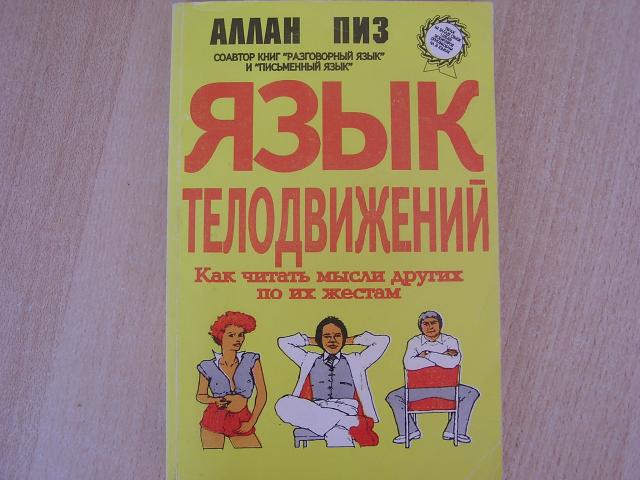 АЛЛАН ПИЗ
СОАВТОР КНИГ "РАЗГОВОРНЫЙ ЯЗЫК"
И "ПИСЬМЕННЫЙ ЯЗЫК"
ЯЗЫК
ТЕЛОДВИЖЕНИЙ
Как читать мысли других
по их жестам